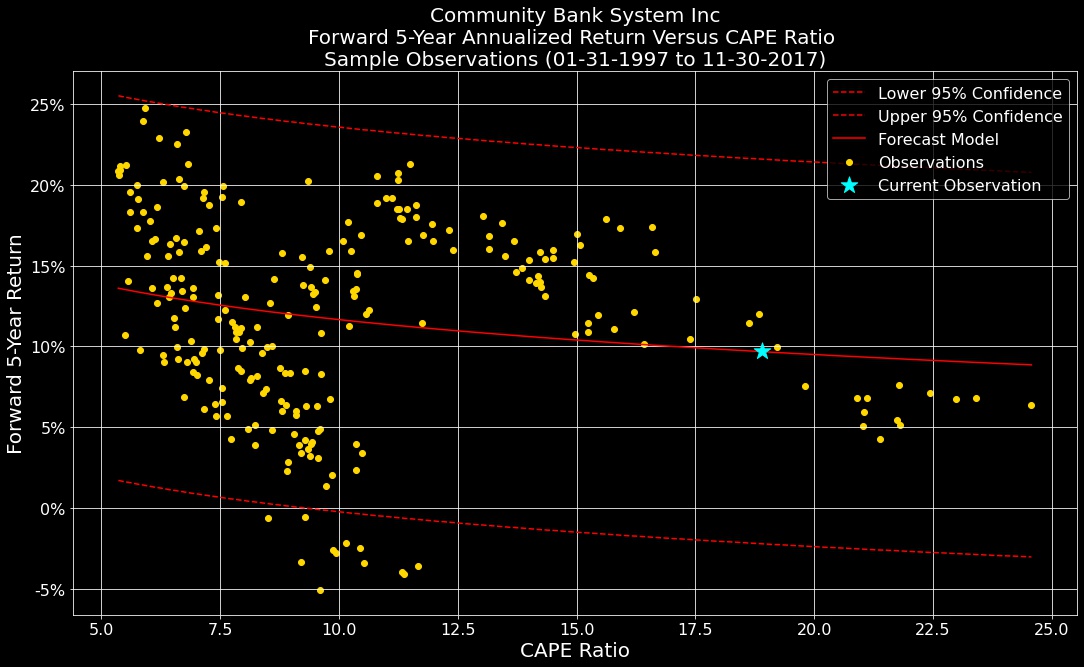 Community Bank System Inc
Forward 5-Year Annualized Return Versus CAPE Ratio
Sample Observations (01-31-1997 to 11-30-2017)
Lower 95% Confidence
Upper 95% Confidence
Forecast Model
Observations
Current Observation
Forward 5-Year Return
25%
20%
15%
10%
5%
0%
-5%
5.0 7.5 10.0 12.5 15.0 17.5 20.0 22.5 25.0
CAPE Ratio